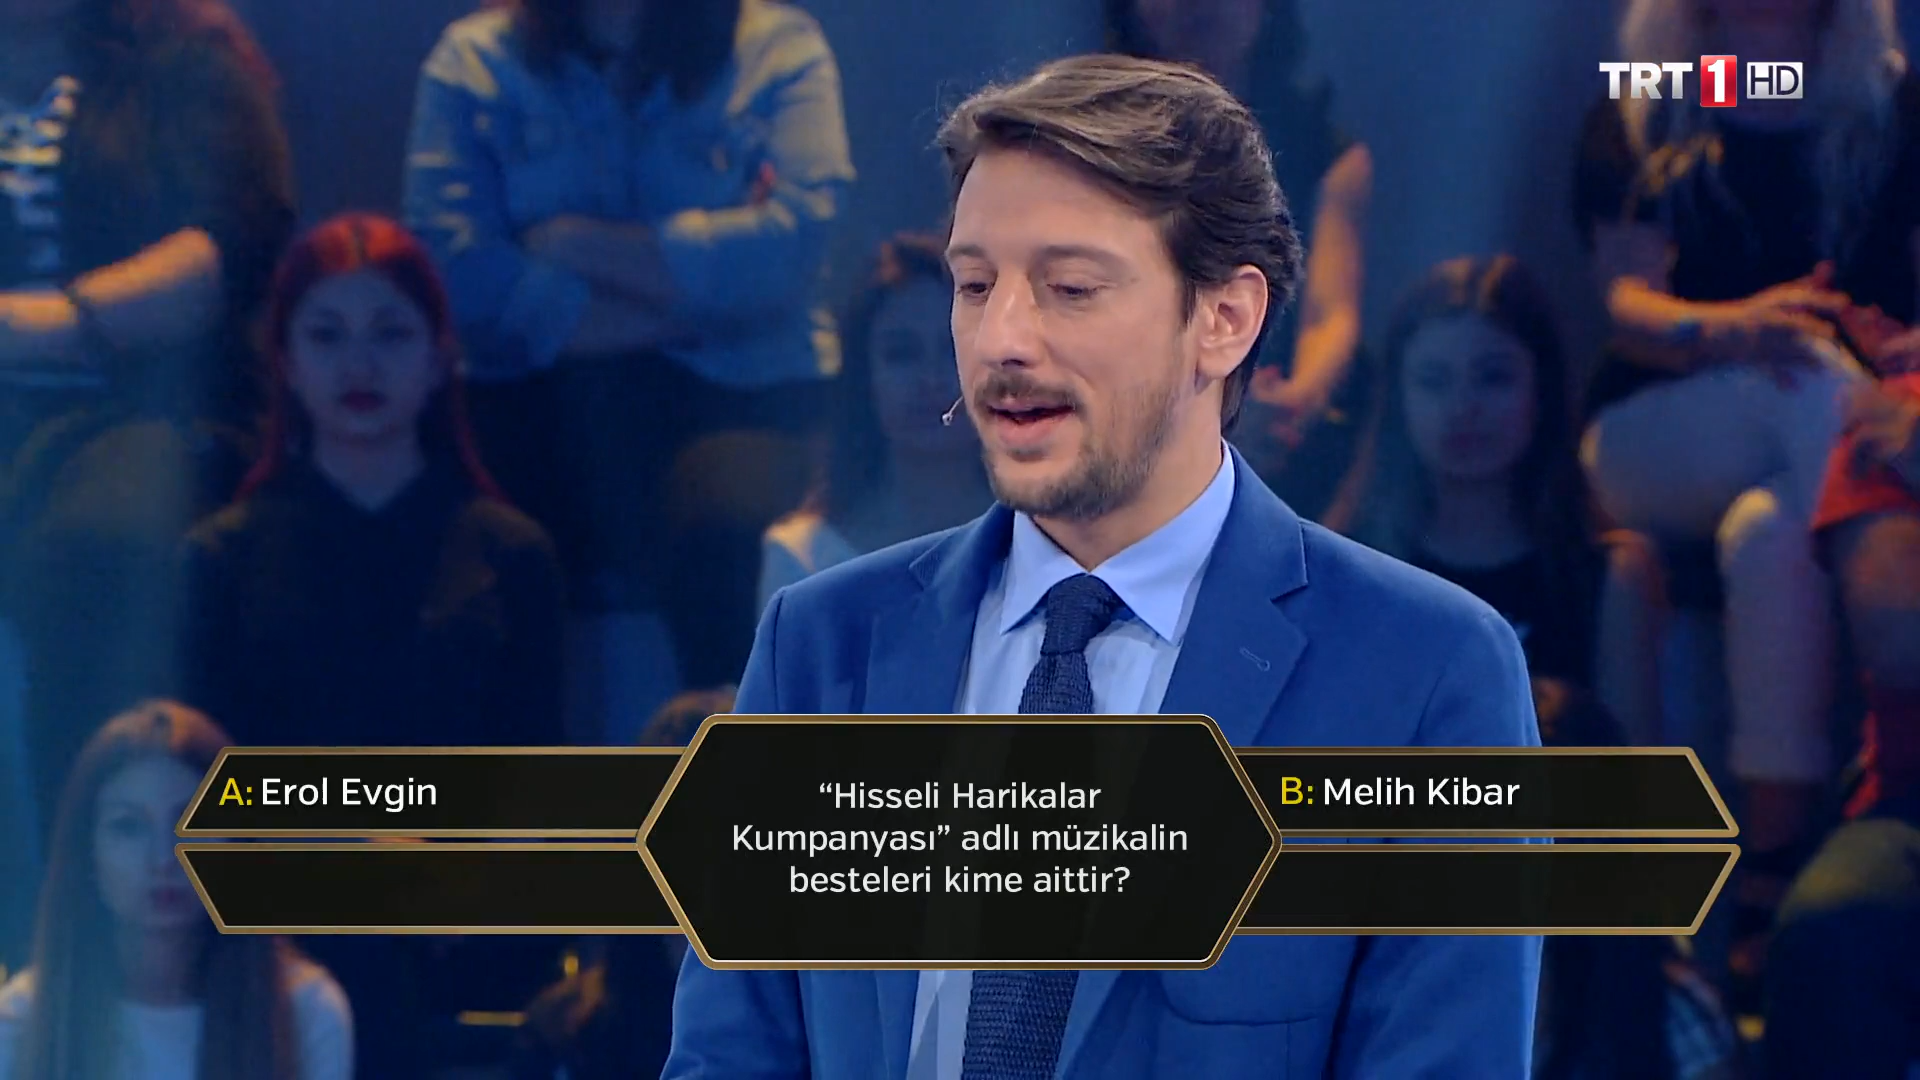 TRT 1 HD
A: Erol Evgin
“Hisseli Harikalar
Kumpanyası” adlı müzikalin
besteleri kime aittir?
B: Melih Kibar